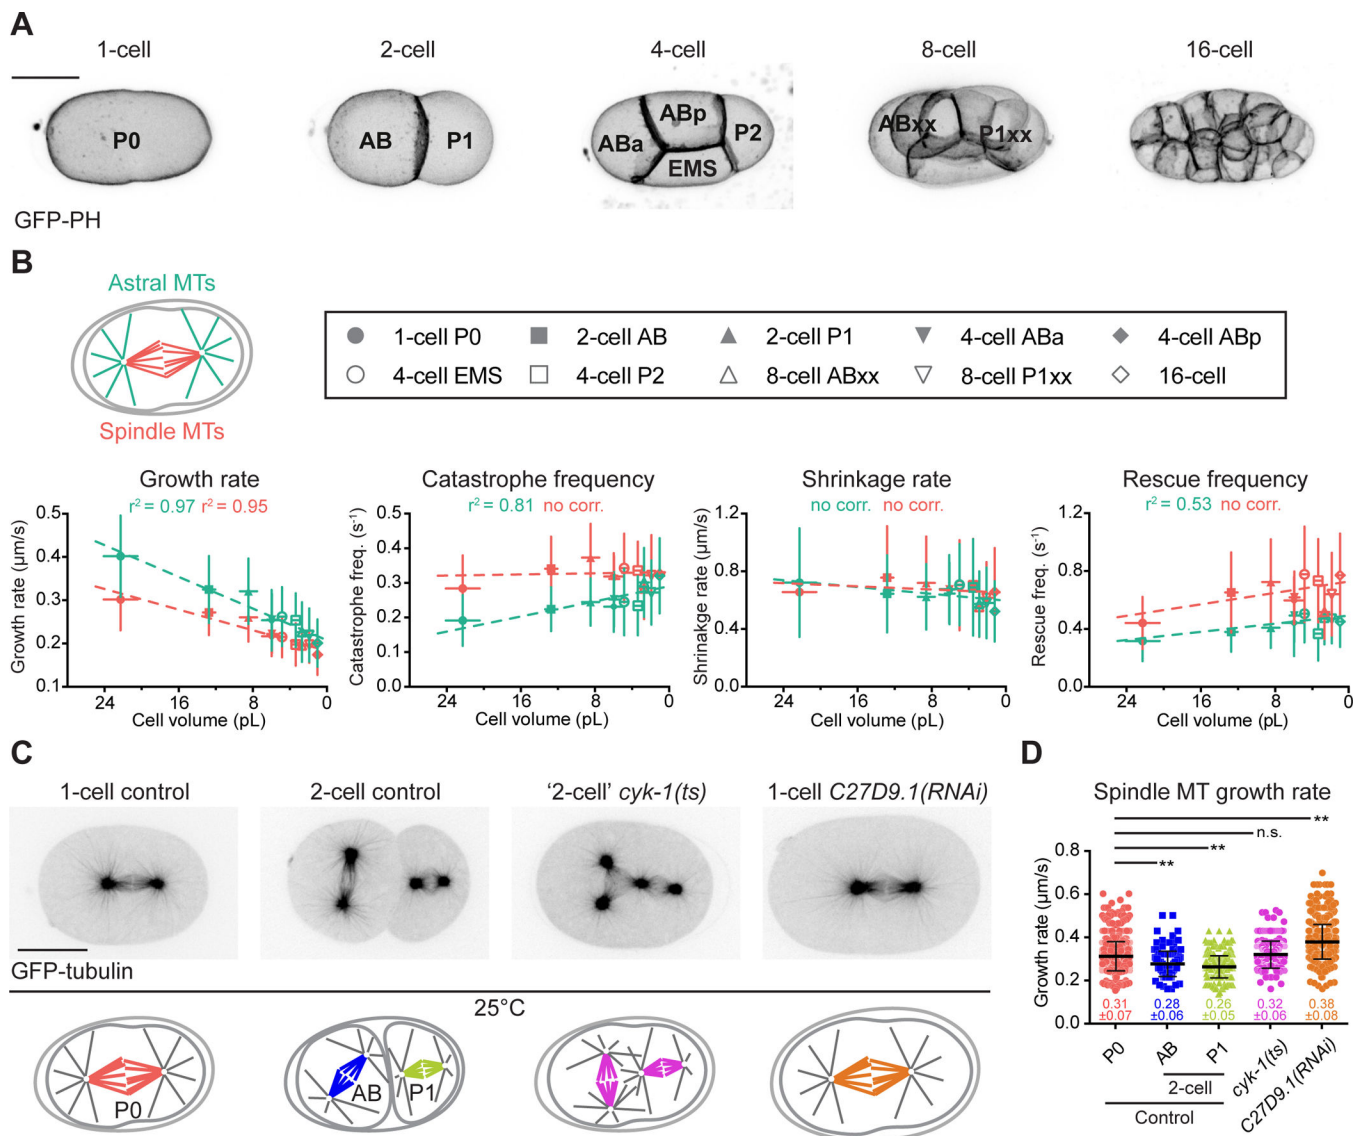 A
1-cell
2-cell
4-cell
8-cell
16-cell
P0
AB
P1
ABa
ABp
P2
EMS
ABxx
P1xx
GFP-PH
B
Astral MTs
Spindle MTs
1-cell P0
2-cell AB
2-cell P1
4-cell ABa
4-cell ABp
4-cell EMS
4-cell P2
8-cell ABxx
8-cell P1xx
16-cell
Growth rate
r² = 0.97 r² = 0.95
Growth rate (μm/s)
0.5
0.4
0.3
0.2
0.1
24
16
8
0
Cell volume (pL)
Catastrophe frequency
r² = 0.81 no corr.
Catastrophe freq. (s⁻¹)
0.5
0.4
0.3
0.2
0.1
0.0
24
16
8
0
Cell volume (pL)
Shrinkage rate
no corr. no corr.
Shrinakge rate (μm/s)
1.2
0.8
0.4
0.0
24
16
8
0
Cell volume (pL)
Rescue frequency
r² = 0.53 no corr.
Rescue freq. (s⁻¹)
1.2
0.8
0.4
0.0
24
16
8
0
Cell volume (pL)
C
1-cell control
2-cell control
'2-cell' cyk-1(ts)
1-cell C27D9.1(RNAi)
GFP-tubulin
25°C
P0
AB
P1
D
Spindle MT growth rate
**
n.s.
**
**
Growth rate (μm/s)
0.8
0.6
0.4
0.2
0.0
0.31
±0.07
0.28
±0.06
0.26
±0.05
0.32
±0.06
0.38
±0.08
P0
AB
P1
cyk-1(ts)
C27D9.1(RNAi)
2-cell
Control